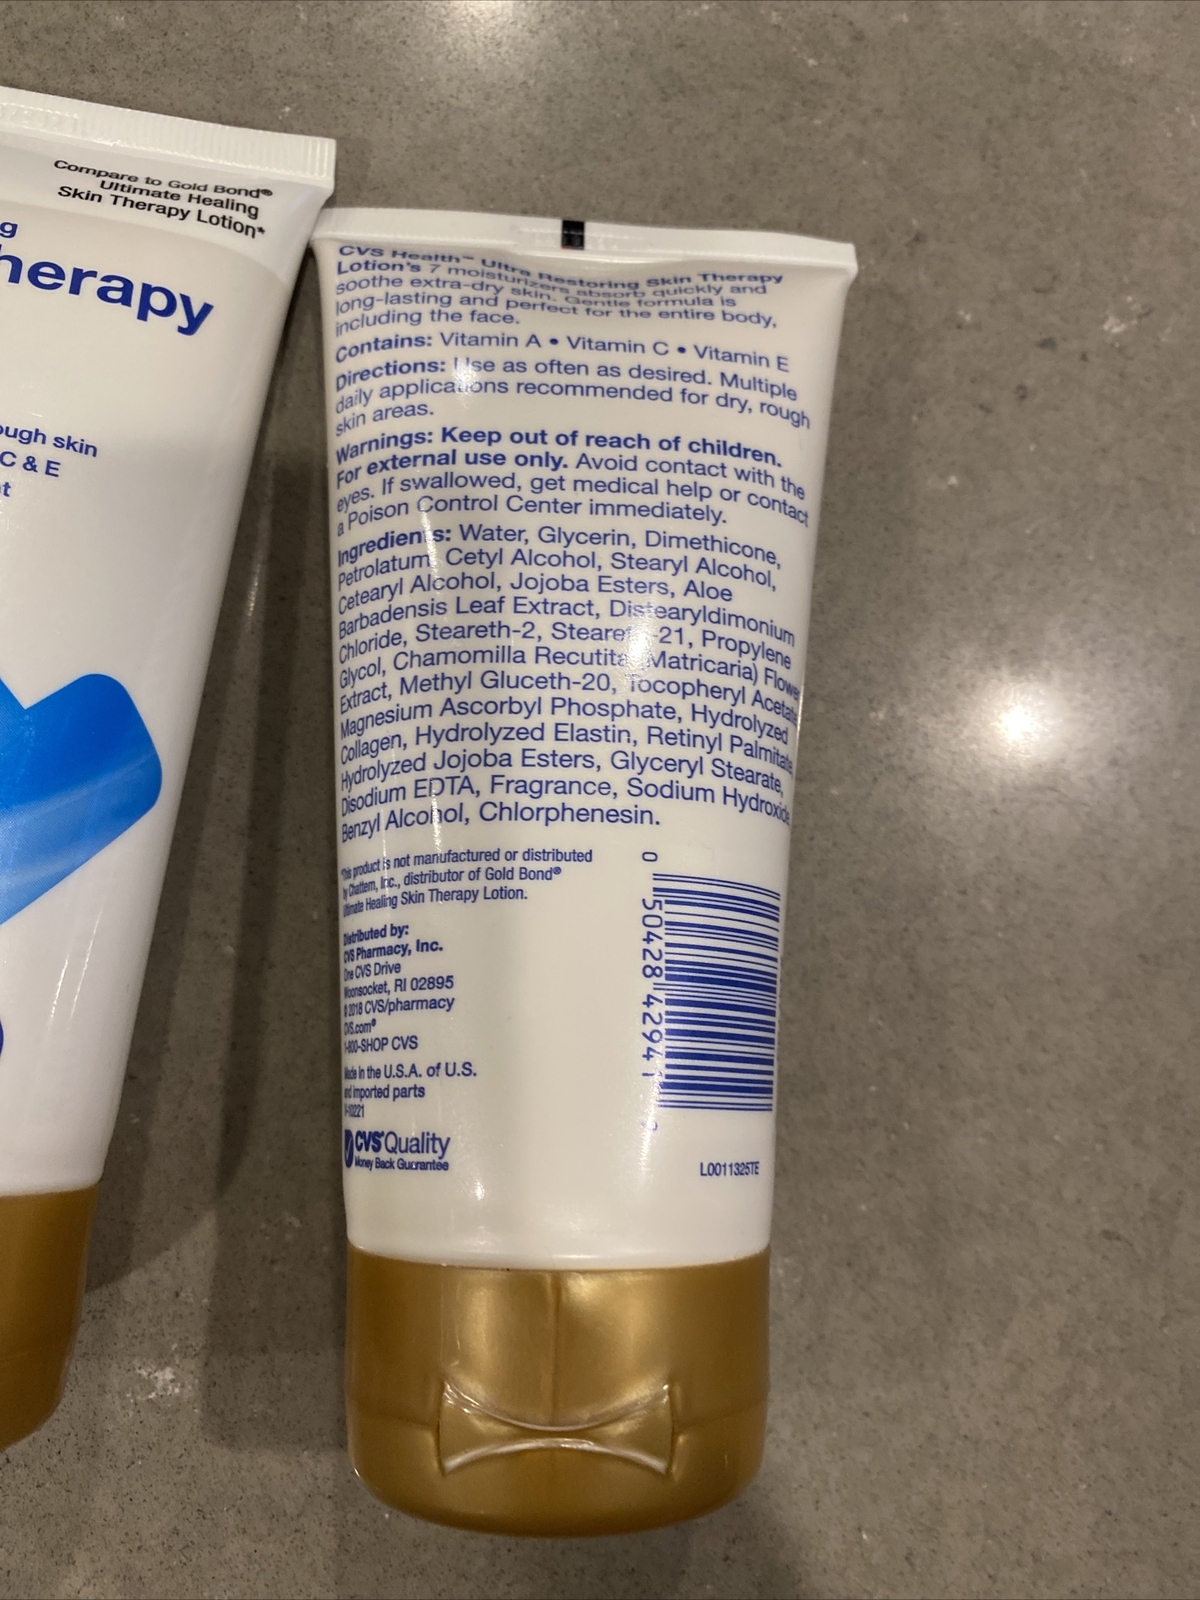 Compare to Gold Bond®
Ultimate Healing
Skin Therapy Lotion*
g
herapy
ough skin
C & E
t
CVS Health™ Ultra Restoring Skin Therapy
Lotion's 7 moisturizers absorb quickly and
soothe extra-dry skin. Gentle formula is
long-lasting and perfect for the entire body,
including the face.
Contains: Vitamin A • Vitamin C • Vitamin E
Directions: Use as often as desired. Multiple
daily applications recommended for dry, rough
skin areas.
Warnings: Keep out of reach of children.
For external use only. Avoid contact with the
eyes. If swallowed, get medical help or contact
a Poison Control Center immediately.
Ingredients: Water, Glycerin, Dimethicone,
Petrolatum, Cetyl Alcohol, Stearyl Alcohol,
Cetearyl Alcohol, Jojoba Esters, Aloe
Barbadensis Leaf Extract, Distearyldimonium
Chloride, Steareth-2, Steareth-21, Propylene
Glycol, Chamomilla Recutita (Matricaria) Flower
Extract, Methyl Gluceth-20, Tocopheryl Acetate,
Magnesium Ascorbyl Phosphate, Hydrolyzed
Collagen, Hydrolyzed Elastin, Retinyl Palmitate,
Hydrolyzed Jojoba Esters, Glyceryl Stearate,
Disodium EDTA, Fragrance, Sodium Hydroxide,
Benzyl Alcohol, Chlorphenesin.
*This product is not manufactured or distributed
by Chattem, Inc., distributor of Gold Bond®
Ultimate Healing Skin Therapy Lotion.
Distributed by:
CVS Pharmacy, Inc.
One CVS Drive
Woonsocket, RI 02895
© 2018 CVS/pharmacy
CVS.com®
1-800-SHOP CVS
Made in the U.S.A. of U.S.
and imported parts
V-10221
CVS Quality
Money Back Guarantee
0 50428 42941
L0011325TE